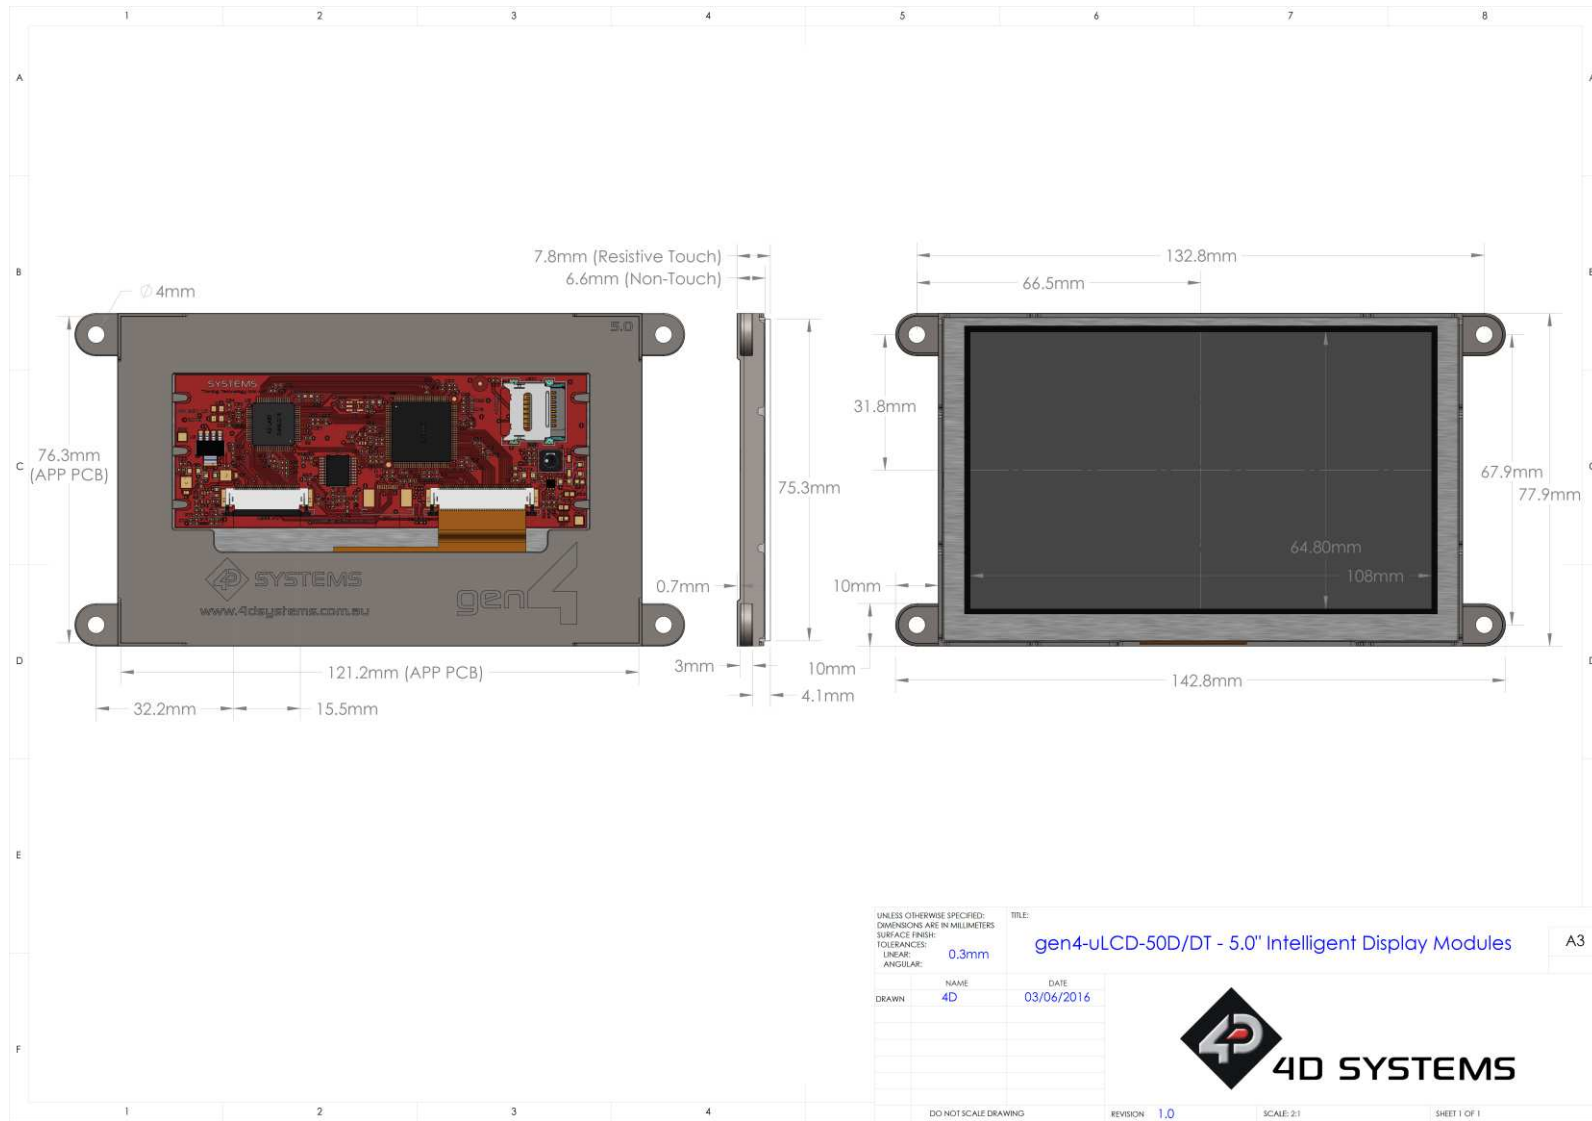 1 2 3 4 5 6 7 8
A
B
C
D
E
F
7.8mm (Resistive Touch)
6.6mm (Non-Touch)
∅ 4mm
5.0
SYSTEMS
76.3mm
(APP PCB)
4D SYSTEMS
www.4dsystems.com.au
gen4
121.2mm (APP PCB)
32.2mm
15.5mm
75.3mm
0.7mm
3mm
4.1mm
132.8mm
66.5mm
31.8mm
67.9mm
77.9mm
64.80mm
108mm
10mm
10mm
142.8mm
UNLESS OTHERWISE SPECIFIED:
DIMENSIONS ARE IN MILLIMETERS
SURFACE FINISH:
TOLERANCES:
LINEAR: 0.3mm
ANGULAR:
TITLE:
gen4-uLCD-50D/DT - 5.0" Intelligent Display Modules
A3
NAME DATE
DRAWN 4D 03/06/2016
4D SYSTEMS
DO NOT SCALE DRAWING
REVISION 1.0
SCALE: 2:1
SHEET 1 OF 1
1 2 3 4